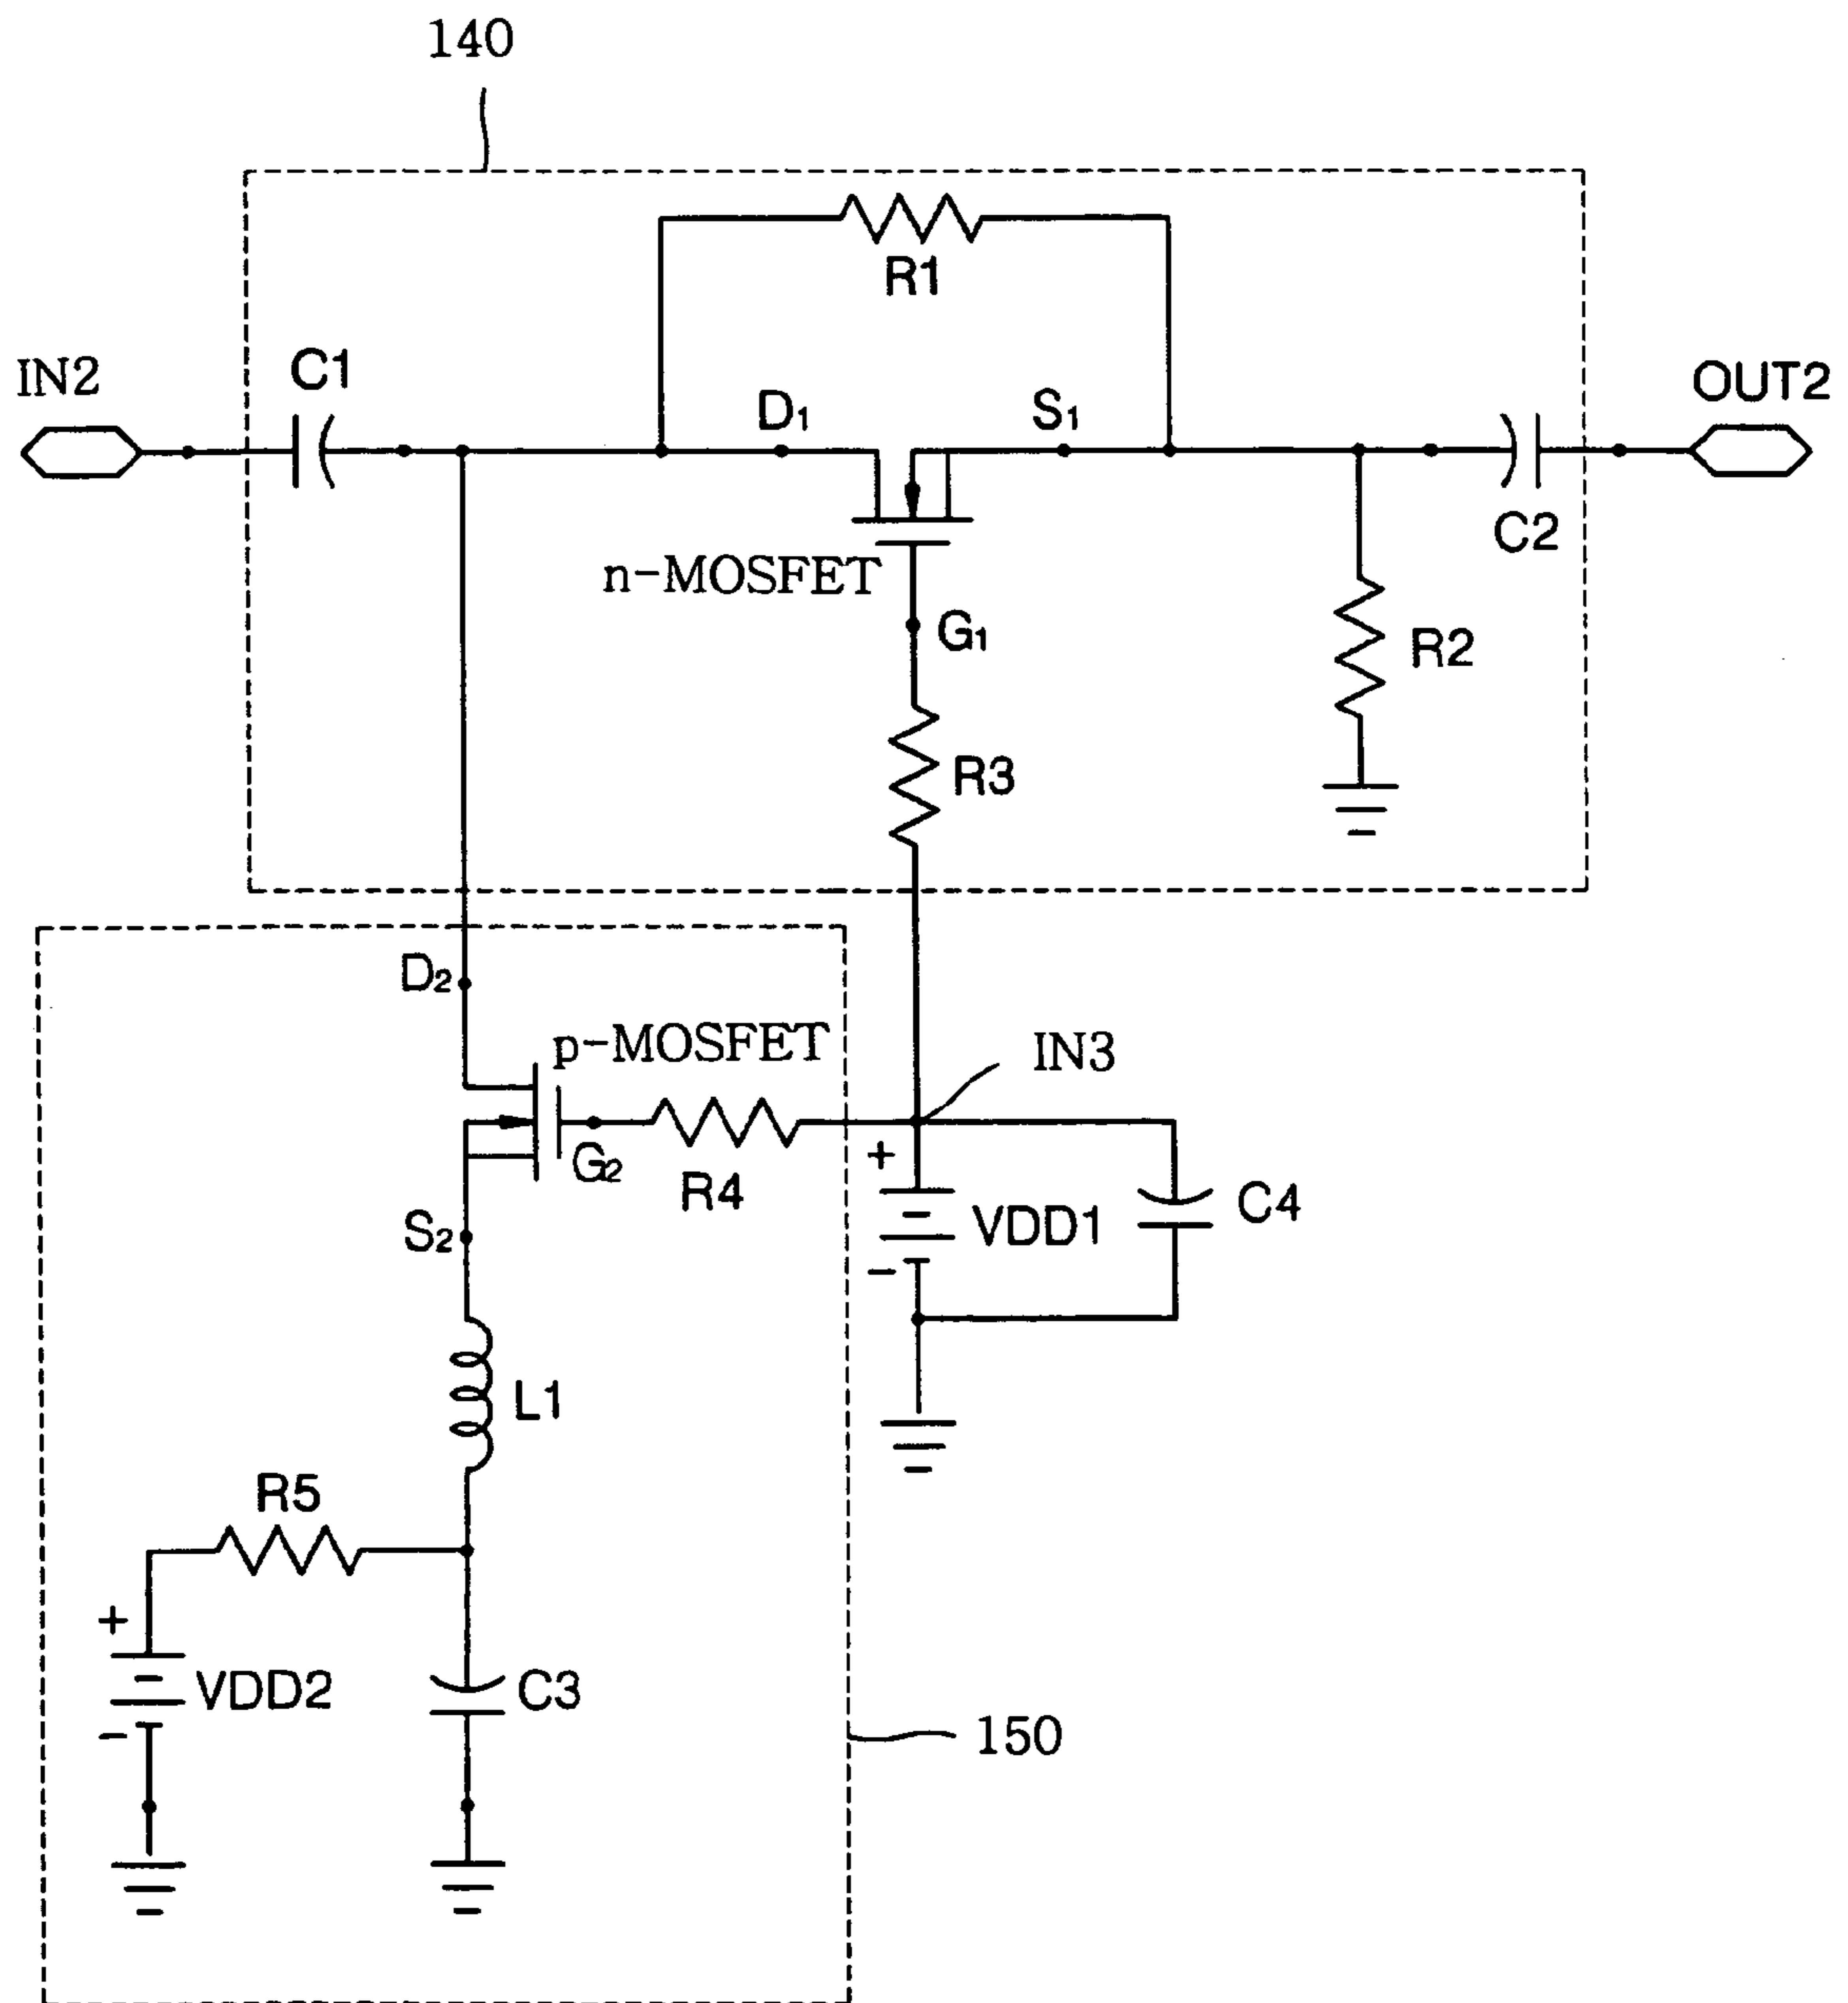 140
R1
IN2
C1
D1
S1
OUT2
C2
n-MOSFET
G1
R2
R3
D2
p-MOSFET
IN3
+
G2
R4
S2
VDD1
C4
-
L1
R5
+
VDD2
C3
-
150